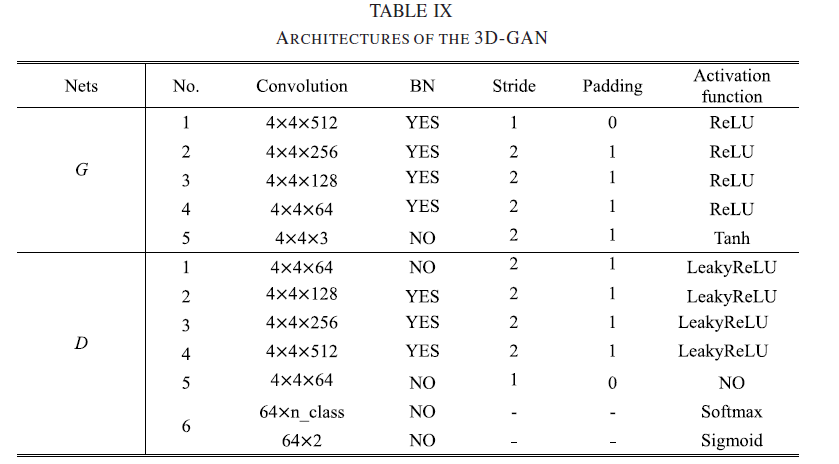 TABLE IX
ARCHITECTURES OF THE 3D-GAN
Nets No. Convolution BN Stride Padding Activation function
G
1 4×4×512 YES 1 0 ReLU
2 4×4×256 YES 2 1 ReLU
3 4×4×128 YES 2 1 ReLU
4 4×4×64 YES 2 1 ReLU
5 4×4×3 NO 2 1 Tanh
D
1 4×4×64 NO 2 1 LeakyReLU
2 4×4×128 YES 2 1 LeakyReLU
3 4×4×256 YES 2 1 LeakyReLU
4 4×4×512 YES 2 1 LeakyReLU
5 4×4×64 NO 1 0 NO
6 64×n_class NO - - Softmax
64×2 NO - - Sigmoid